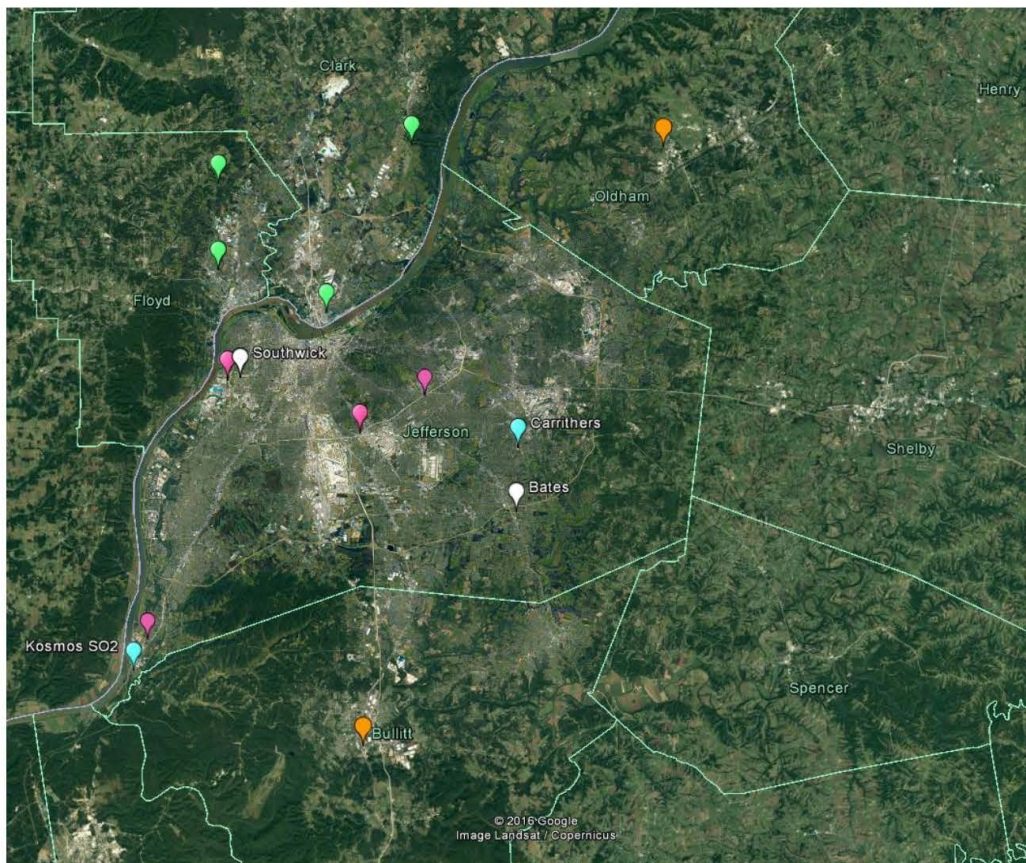 Clark
Henry
Oldham
Floyd
Southwick
Jefferson
Carrithers
Shelby
Bates
Kosmos SO2
Spencer
Bullitt
© 2016 Google
Image Landsat / Copernicus